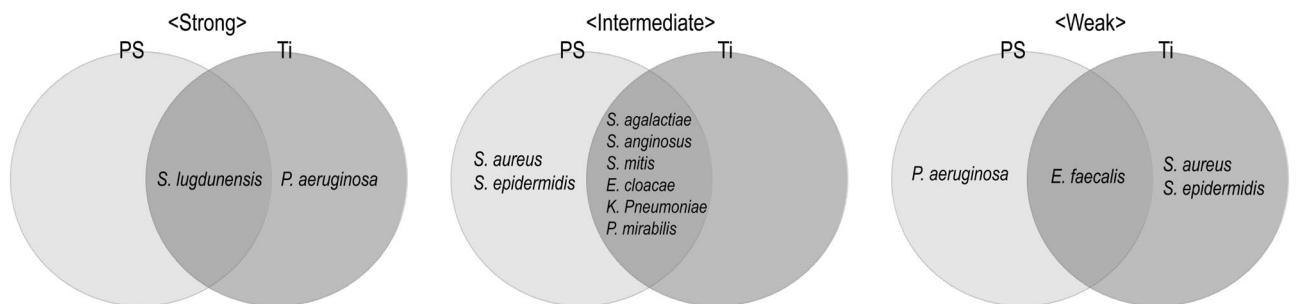 <Strong>
PS
Ti
S. lugdunensis
P. aeruginosa
<Intermediate>
PS
Ti
S. aureus
S. epidermidis
S. agalactiae
S. anginosus
S. mitis
E. cloacae
K. Pneumoniae
P. mirabilis
<Weak>
PS
Ti
P. aeruginosa
E. faecalis
S. aureus
S. epidermidis